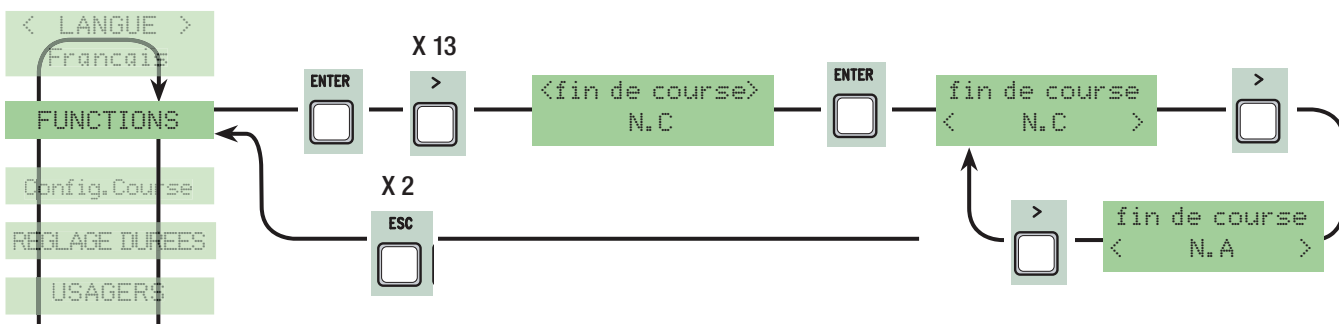 < LANGUE >
Francais
FUNCTIONS
Config.Course
REGLAGE DUREES
USAGERS
ENTER
X 13
>
<fin de course>
N.C
ENTER
fin de course
< N.C >
>
X 2
ESC
>
fin de course
< N.A >